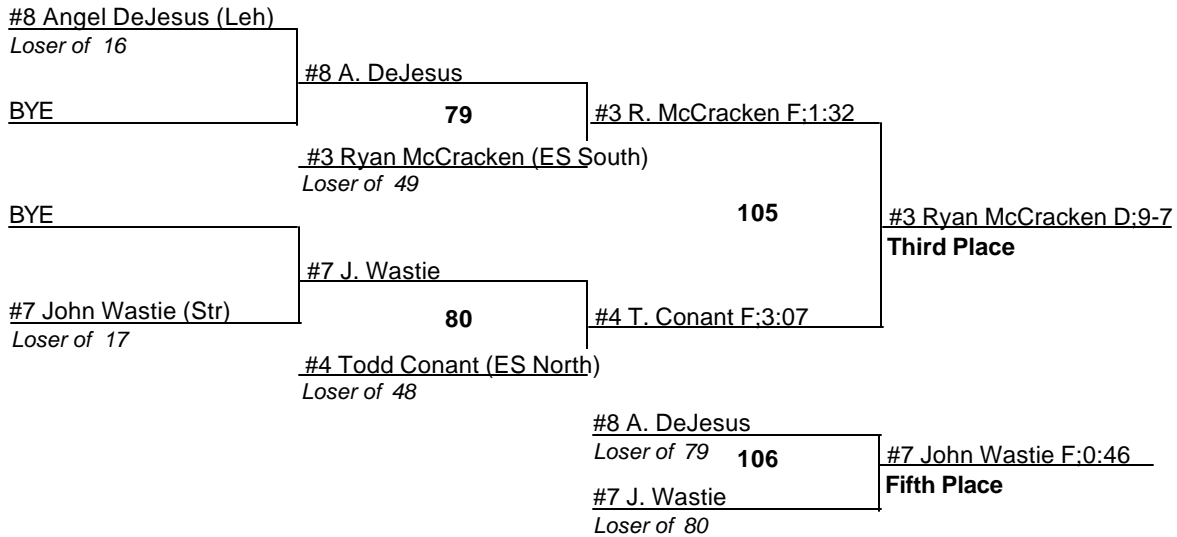 #8 Angel DeJesus (Leh)
Loser of 16
#8 A. DeJesus
BYE
79
#3 R. McCracken F;1:32
#3 Ryan McCracken (ES South)
Loser of 49
BYE
105
#3 Ryan McCracken D;9-7
Third Place
#7 J. Wastie
#7 John Wastie (Str)
Loser of 17
80
#4 T. Conant F;3:07
#4 Todd Conant (ES North)
Loser of 48
#8 A. DeJesus
Loser of 79
106
#7 John Wastie F;0:46
Fifth Place
#7 J. Wastie
Loser of 80